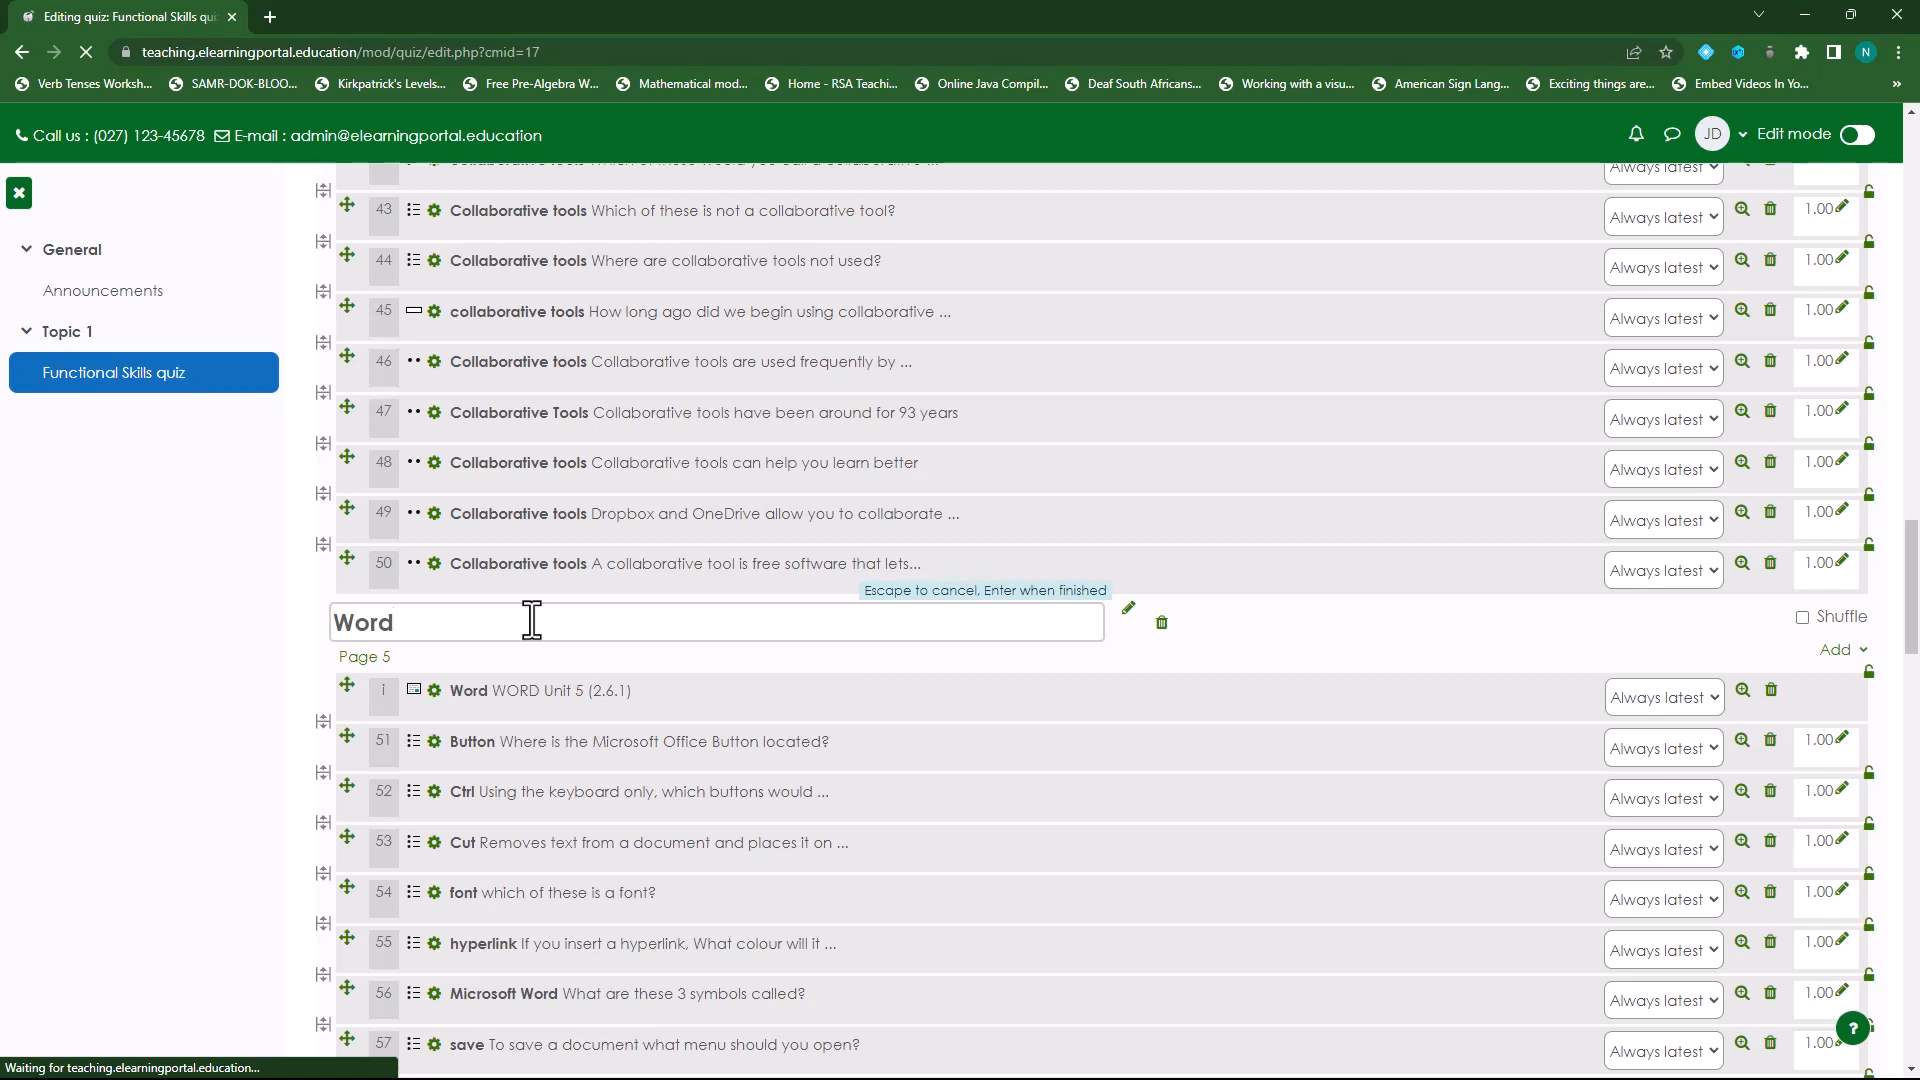 Editing quiz: Functional Skills qui
teaching.elearningportal.education/mod/quiz/edit.php?cmid=17
N
Verb Tenses Worksh... SAMR-DOK-BLOO... Kirkpatrick's Levels... Free Pre-Algebra W... Mathematical mod... Home - RSA Teachi... Online Java Compil... Deaf South Africans... Working with a visu... American Sign Lang... Exciting things are... Embed Videos In Yo... »
Call us : (027) 123-45678 E-mail : admin@elearningportal.education JD Edit mode
Always latest
43 Collaborative tools Which of these is not a collaborative tool? Always latest 1.00
General
44 Collaborative tools Where are collaborative tools not used? Always latest 1.00
Announcements
45 collaborative tools How long ago did we begin using collaborative ... Always latest 1.00
Topic 1
46 Collaborative tools Collaborative tools are used frequently by ... Always latest 1.00
Functional Skills quiz
47 Collaborative Tools Collaborative tools have been around for 93 years Always latest 1.00
48 Collaborative tools Collaborative tools can help you learn better Always latest 1.00
49 Collaborative tools Dropbox and OneDrive allow you to collaborate ... Always latest 1.00
50 Collaborative tools A collaborative tool is free software that lets... Always latest 1.00
Escape to cancel, Enter when finished
Word Shuffle
Page 5 Add
i Word WORD Unit 5 (2.6.1) Always latest
51 Button Where is the Microsoft Office Button located? Always latest 1.00
52 Ctrl Using the keyboard only, which buttons would ... Always latest 1.00
53 Cut Removes text from a document and places it on ... Always latest 1.00
54 font which of these is a font? Always latest 1.00
55 hyperlink If you insert a hyperlink, What colour will it ... Always latest 1.00
56 Microsoft Word What are these 3 symbols called? Always latest 1.00
?
57 save To save a document what menu should you open? Always latest 1.00
Waiting for teaching.elearningportal.education...